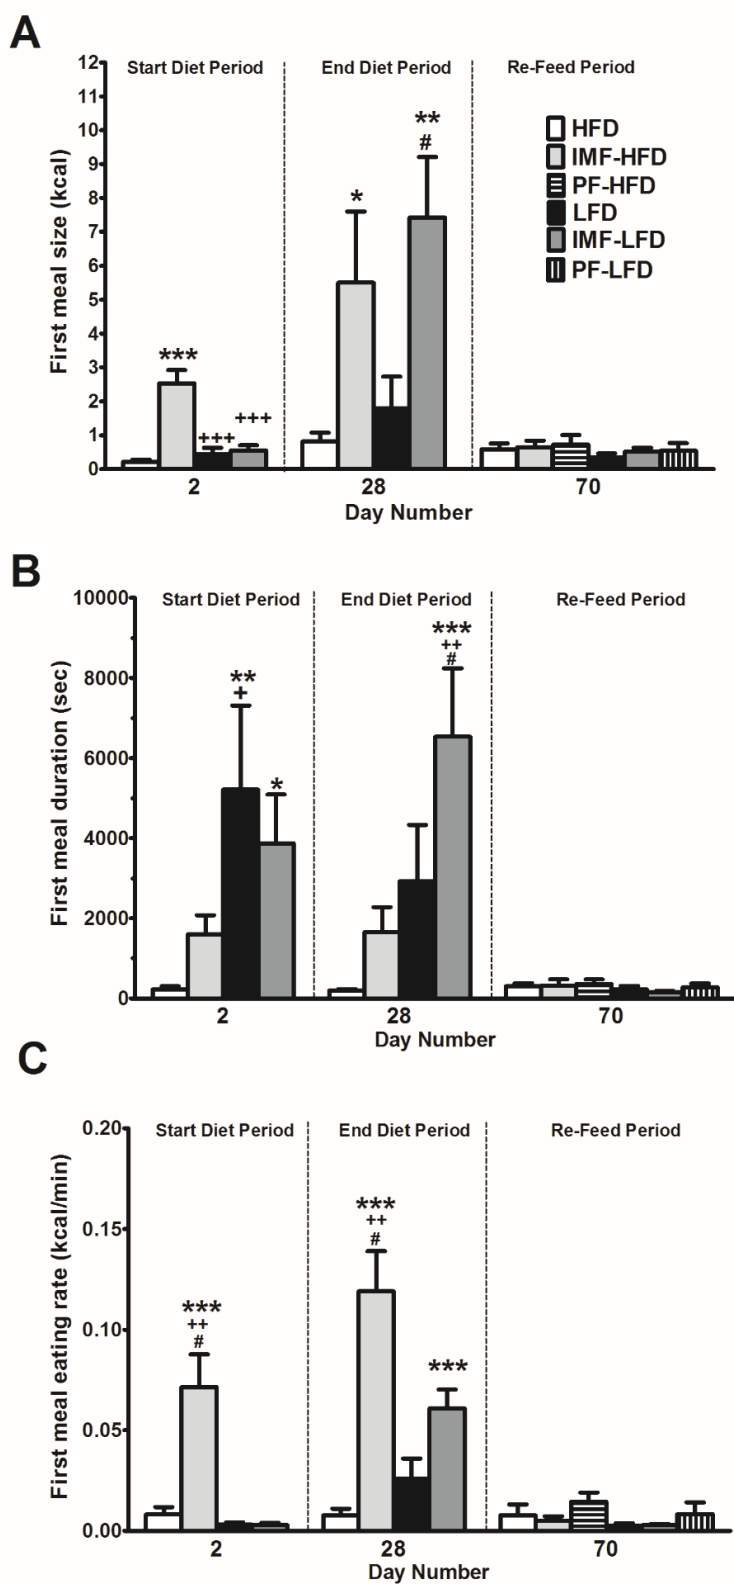 A
Start Diet Period End Diet Period Re-Feed Period
First meal size (kcal)
12
11
10
9
8
7
6
5
4
3
2
1
0
***
+++
+++
*
**
#
HFD
IMF-HFD
PF-HFD
LFD
IMF-LFD
PF-LFD
2 28 70
Day Number
B
Start Diet Period End Diet Period Re-Feed Period
First meal duration (sec)
10000
8000
6000
4000
2000
0
**
+
*
***
++
#
2 28 70
Day Number
C
Start Diet Period End Diet Period Re-Feed Period
First meal eating rate (kcal/min)
0.20
0.15
0.10
0.05
0.00
***
++
#
***
++
#
***
2 28 70
Day Number